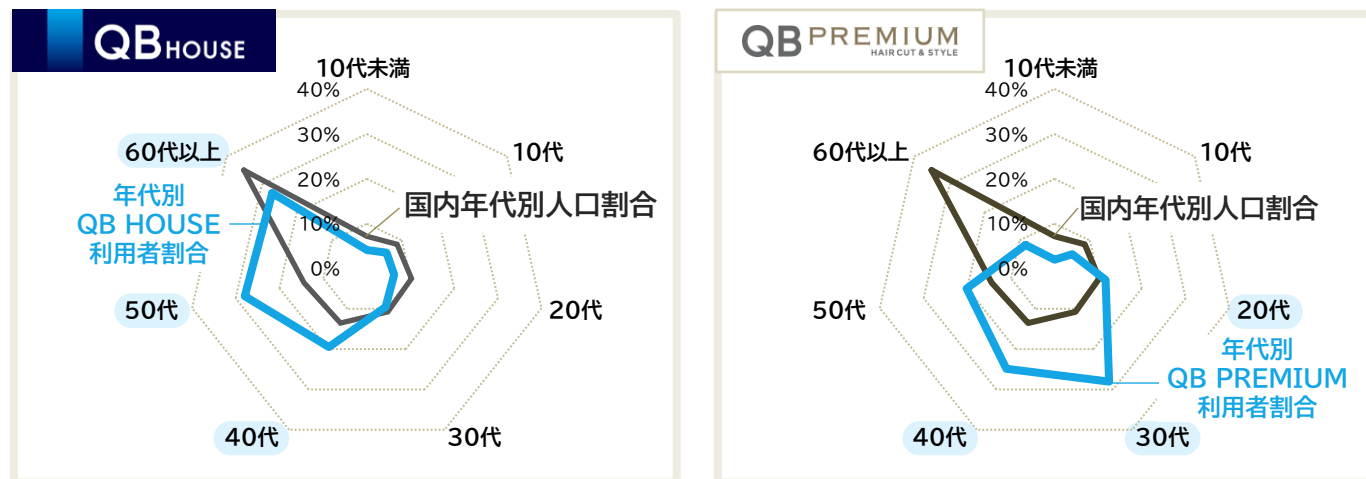 QB HOUSE
10代未満
40%
30%
20%
10%
0%
10代
20代
30代
40代
50代
60代以上
年代別
QB HOUSE
利用者割合
国内年代別人口割合
QB PREMIUM
HAIR CUT & STYLE
10代未満
40%
30%
20%
10%
0%
10代
20代
30代
40代
50代
60代以上
国内年代別人口割合
年代別
QB PREMIUM
利用者割合